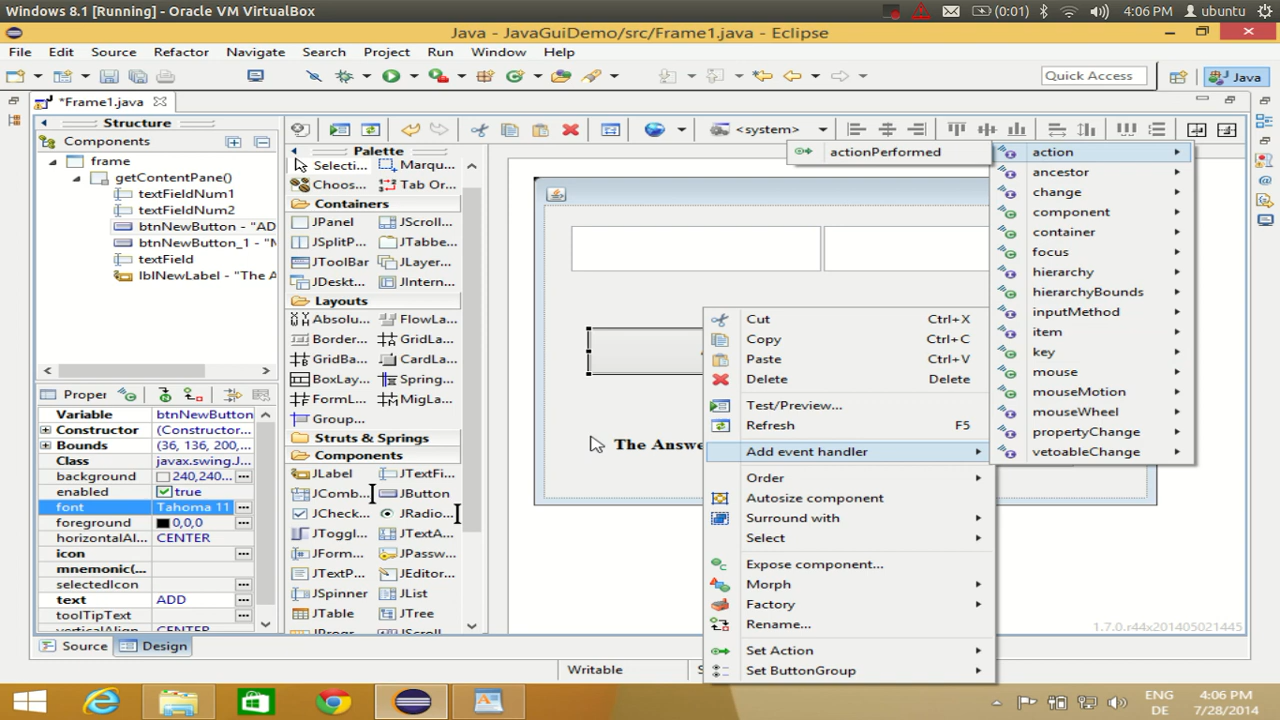 Windows 8.1 [Running] - Oracle VM VirtualBox
(0:01)
4:06 PM
ubuntu
Java - JavaGuiDemo/src/Frame1.java - Eclipse
File Edit Source Refactor Navigate Search Project Run Window Help
Quick Access
Java
*Frame1.java
Structure
Components
frame
getContentPane()
textFieldNum1
textFieldNum2
btnNewButton - "AD
btnNewButton_1 - "M
textField
lblNewLabel - "The A
Proper
Variable btnNewButton
Constructor (Constructor...
Bounds (36, 136, 200,...
Class javax.swing.J...
background 240,240...
enabled true
font Tahoma 11
foreground 0,0,0
horizontalAl... CENTER
icon
mnemonic(...
selectedIcon
text ADD
toolTipText
verticalAlign CENTER
Source Design
Palette
Selecti... Marqu...
Choos... Tab Or...
Containers
JPanel JScroll...
JSplitP... JTabbe...
JToolBar JLayer...
JDeskt... JIntern...
Layouts
Absolu... FlowLa...
Border... GridLa...
GridBa... CardLa...
BoxLay... Spring...
FormL... MigLa...
Group...
Struts & Springs
Components
JLabel JTextFi...
JComb... JButton
JCheck... JRadio...
JToggl... JTextA...
JForm... JPassw...
JTextP... JEditor...
JSpinner JList
JTable JTree
JProgr... JScroll...
<system>
The Answe
Cut Ctrl+X
Copy Ctrl+C
Paste Ctrl+V
Delete Delete
Test/Preview...
Refresh F5
Add event handler
Order
Autosize component
Surround with
Select
Expose component...
Morph
Factory
Rename...
Set Action
Set ButtonGroup
actionPerformed
action
ancestor
change
component
container
focus
hierarchy
hierarchyBounds
inputMethod
item
key
mouse
mouseMotion
mouseWheel
propertyChange
vetoableChange
1.7.0.r44x201405021445
Writable
ENG
DE
4:06 PM
7/28/2014